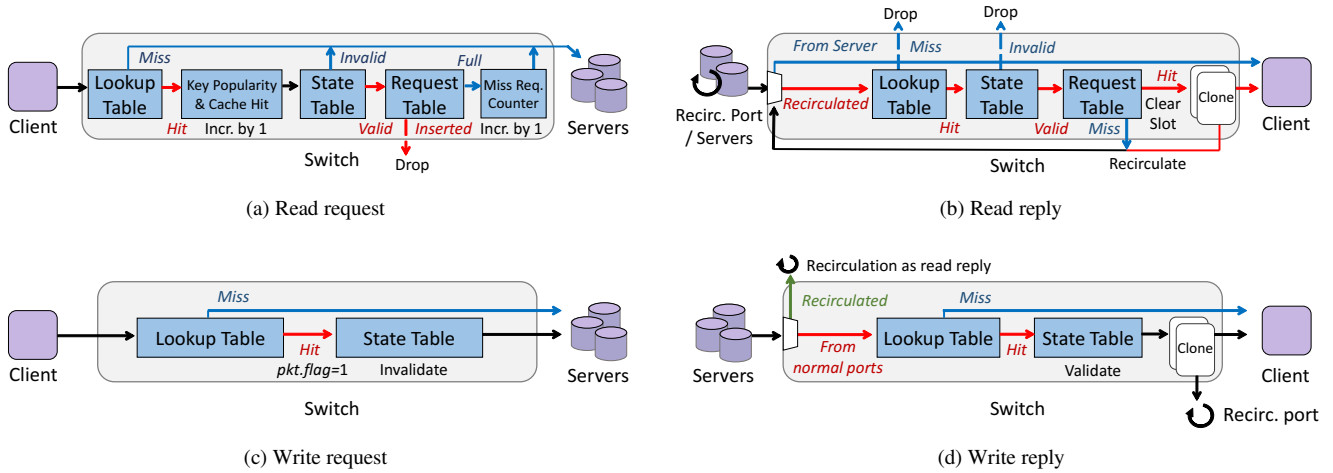 Client
Miss
Invalid
Full
Lookup
Table
Key Popularity
& Cache Hit
State
Table
Request
Table
Miss Req.
Counter
Hit
Incr. by 1
Valid
Inserted
Incr. by 1
Servers
Switch
Drop
(a) Read request
Drop
Drop
From Server
Miss
Invalid
Recirc. Port
/ Servers
Recirculated
Lookup
Table
State
Table
Request
Table
Hit
Clear
Slot
Clone
Hit
Valid
Miss
Client
Switch
Recirculate
(b) Read reply
Client
Miss
Lookup Table
Hit
State Table
pkt.flag=1
Invalidate
Servers
Switch
(c) Write request
Recirculation as read reply
Recirculated
Miss
Servers
From
normal ports
Lookup Table
Hit
State Table
Validate
Clone
Client
Switch
Recirc. port
(d) Write reply